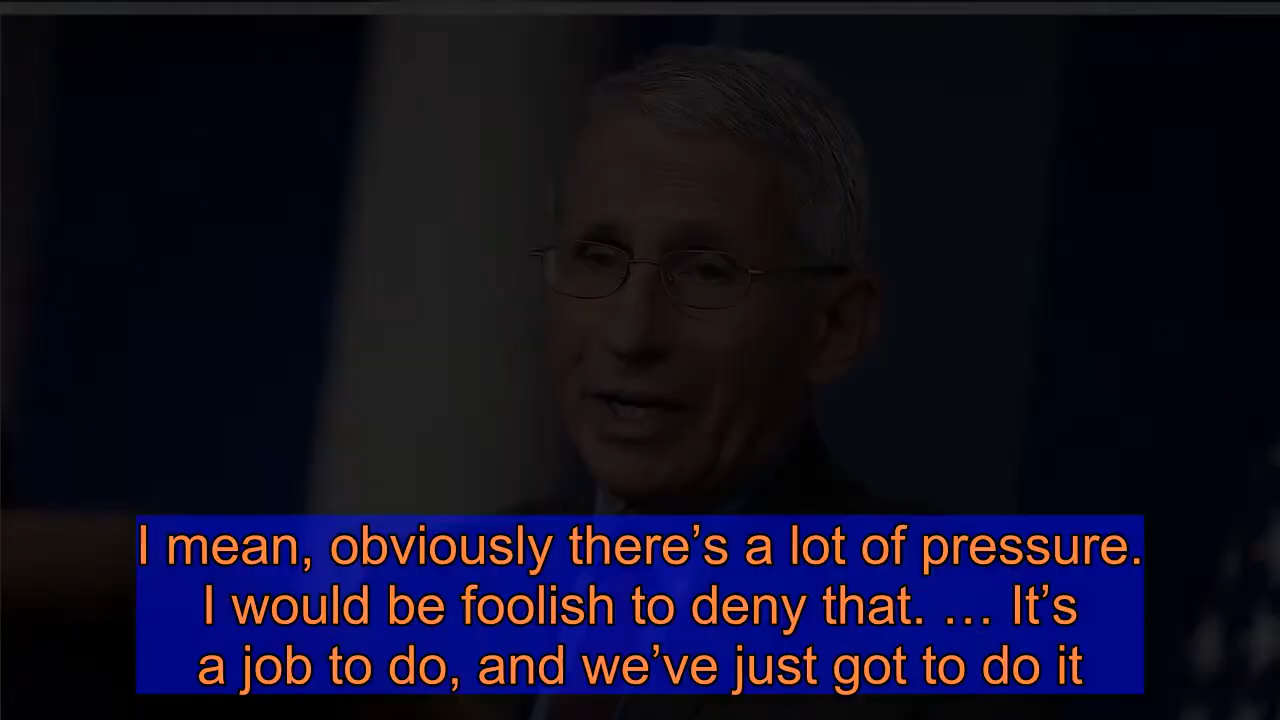 I mean, obviously there’s a lot of pressure.
I would be foolish to deny that. … It’s
a job to do, and we’ve just got to do it